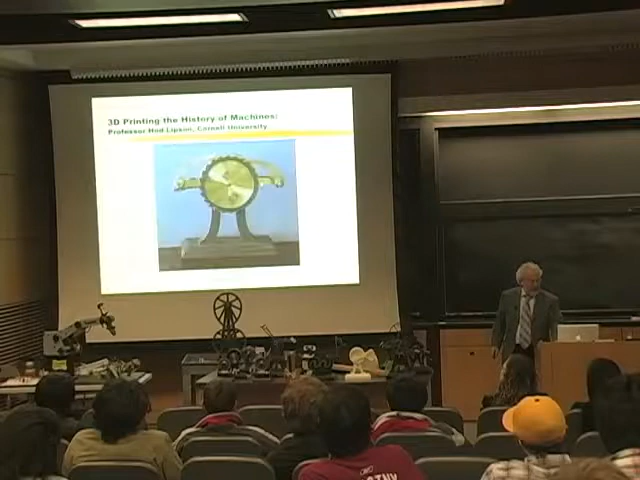 3D Printing the History of Machines:
Professor Hod Lipson, Cornell University